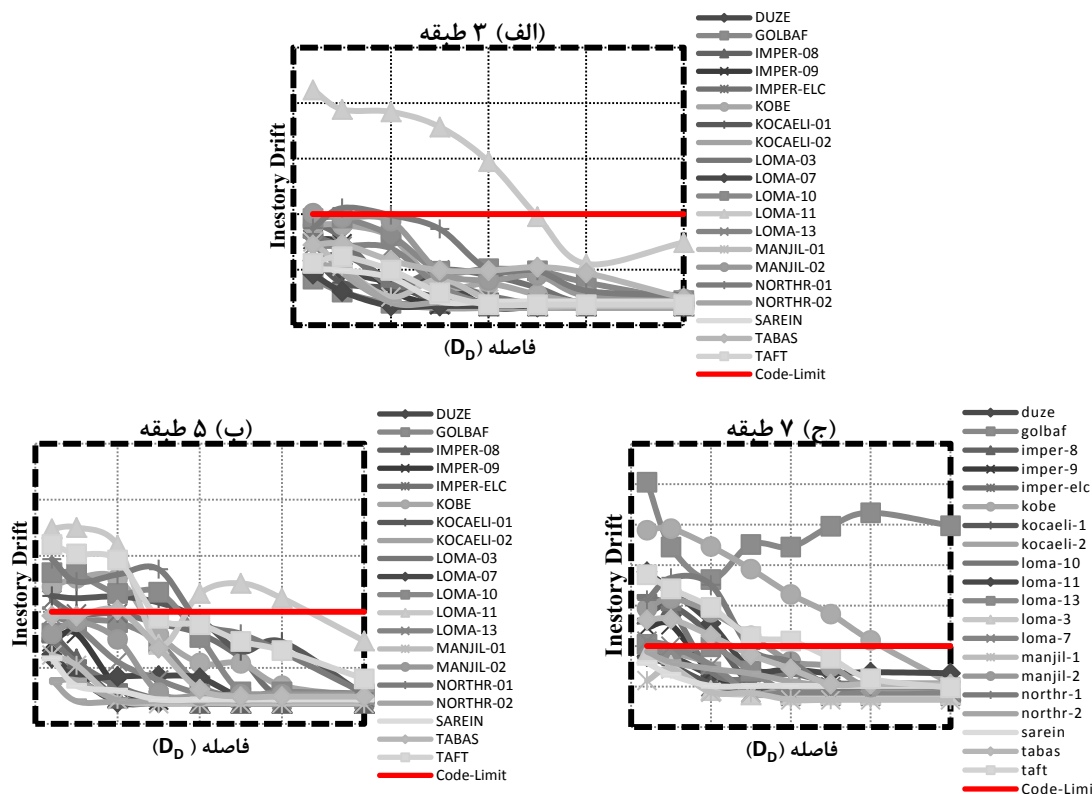 (الف) ۳ طبقه
Inestory Drift
فاصله (D_D)
DUZE
GOLBAF
IMPER-08
IMPER-09
IMPER-ELC
KOBE
KOCAELI-01
KOCAELI-02
LOMA-03
LOMA-07
LOMA-10
LOMA-11
LOMA-13
MANJIL-01
MANJIL-02
NORTHR-01
NORTHR-02
SAREIN
TABAS
TAFT
Code-Limit
(ب) ۵ طبقه
Inestory Drift
فاصله (D_D )
DUZE
GOLBAF
IMPER-08
IMPER-09
IMPER-ELC
KOBE
KOCAELI-01
KOCAELI-02
LOMA-03
LOMA-07
LOMA-10
LOMA-11
LOMA-13
MANJIL-01
MANJIL-02
NORTHR-01
NORTHR-02
SAREIN
TABAS
TAFT
Code-Limit
(ج) ۷ طبقه
Inestory Drift
فاصله (D_D)
duze
golbaf
imper-8
imper-9
imper-elc
kobe
kocaeli-1
kocaeli-2
loma-10
loma-11
loma-13
loma-3
loma-7
manjil-1
manjil-2
northr-1
northr-2
sarein
tabas
taft
Code-Limit